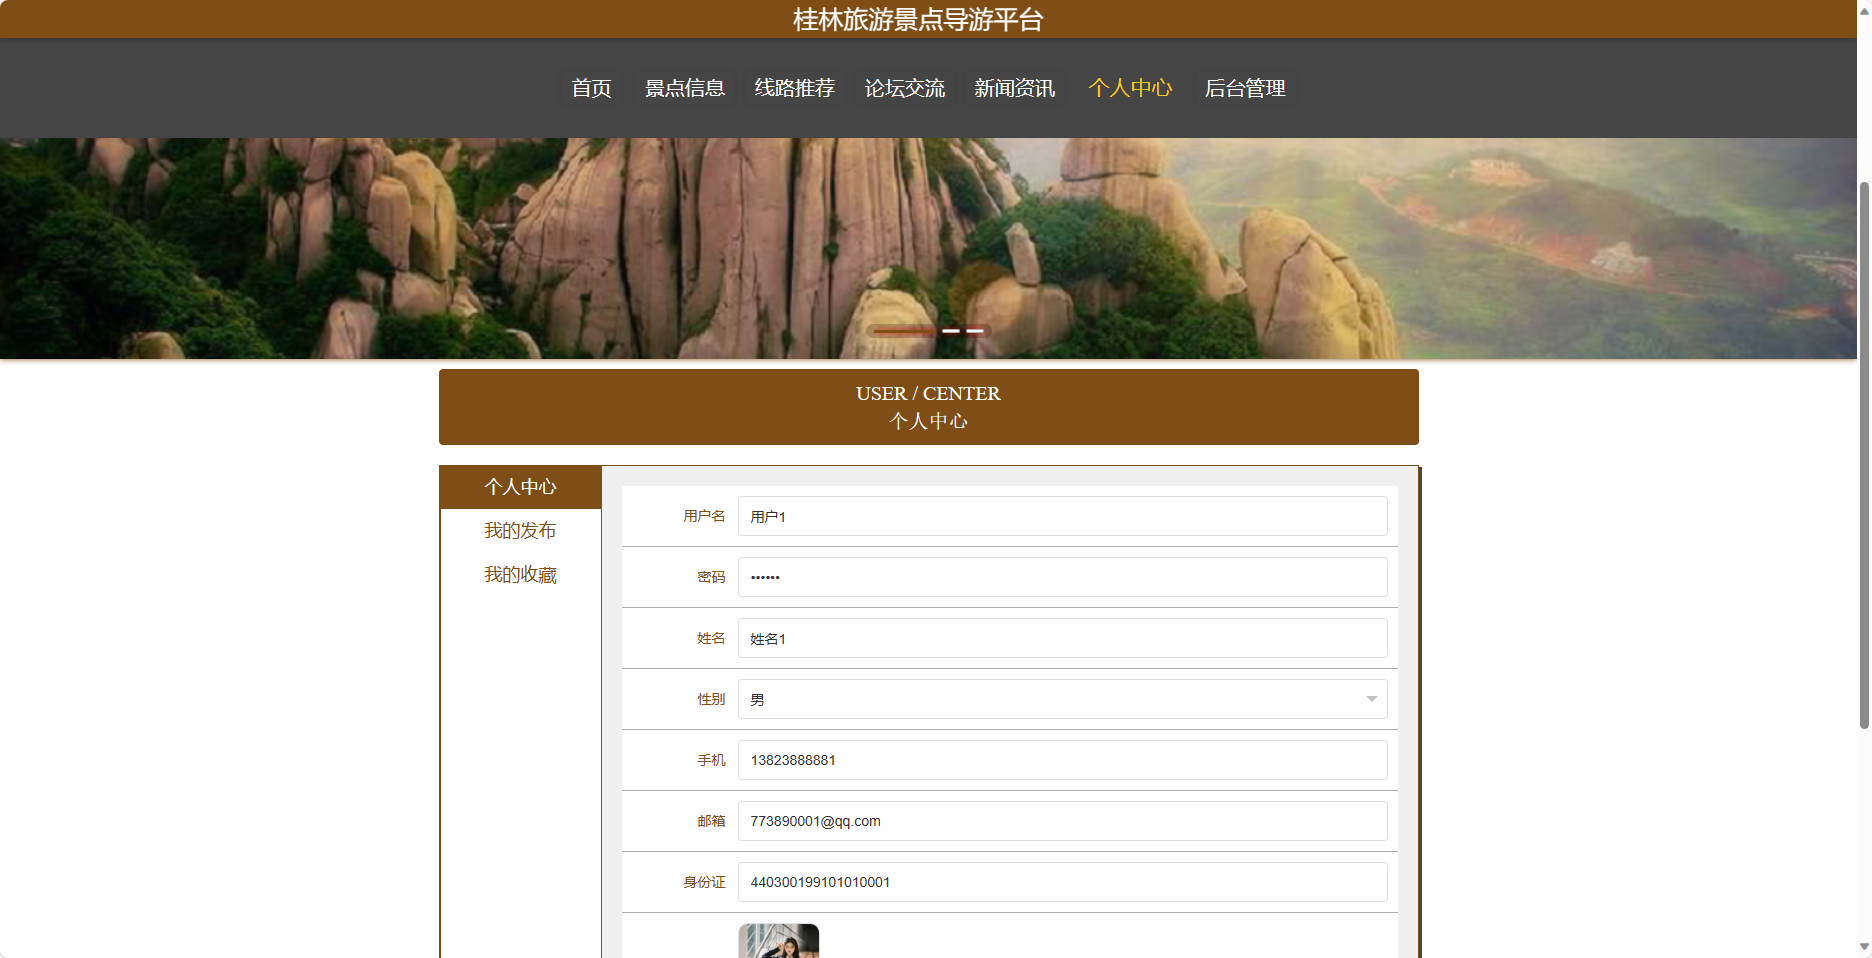 桂林旅游景点导游平台
首页 景点信息 线路推荐 论坛交流 新闻资讯 个人中心 后台管理
USER / CENTER
个人中心
个人中心
我的发布
我的收藏
用户名 用户1
密码 ••••••
姓名 姓名1
性别 男
手机 13823888881
邮箱 773890001@qq.com
身份证 440300199101010001